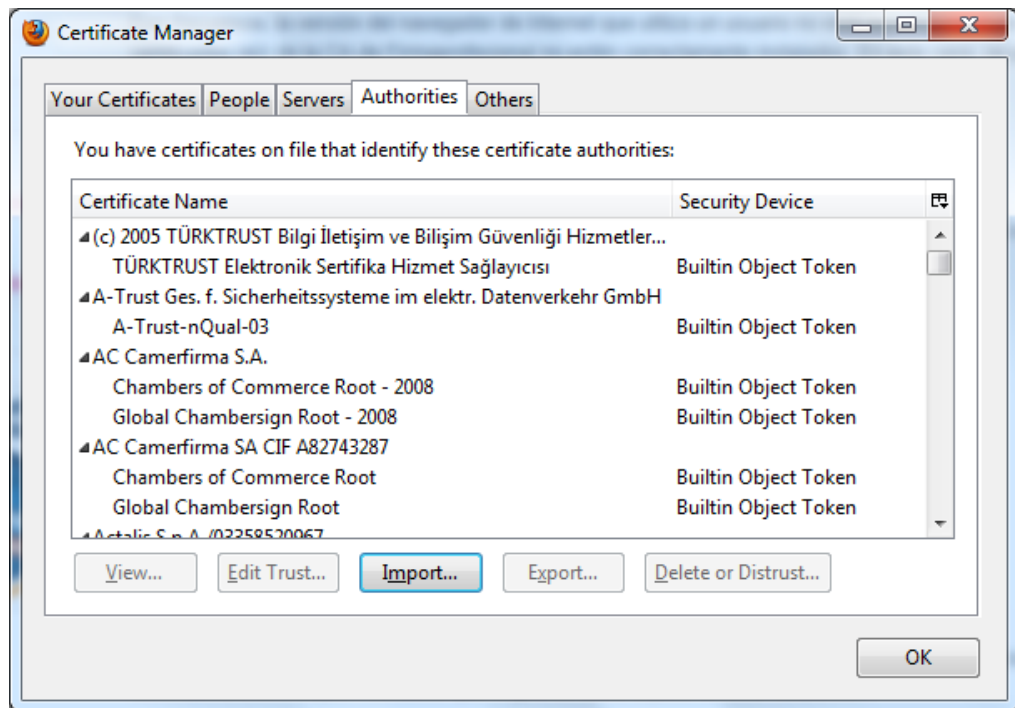 Certificate Manager
Your Certificates People Servers Authorities Others
You have certificates on file that identify these certificate authorities:
Certificate Name Security Device
(c) 2005 TÜRKTRUST Bilgi İletişim ve Bilişim Güvenliği Hizmetler...
TÜRKTRUST Elektronik Sertifika Hizmet Sağlayıcısı Builtin Object Token
A-Trust Ges. f. Sicherheitssysteme im elektr. Datenverkehr GmbH
A-Trust-nQual-03 Builtin Object Token
AC Camerfirma S.A.
Chambers of Commerce Root - 2008 Builtin Object Token
Global Chambersign Root - 2008 Builtin Object Token
AC Camerfirma SA CIF A82743287
Chambers of Commerce Root Builtin Object Token
Global Chambersign Root Builtin Object Token
Actalis S.p.A./03358520967
View... Edit Trust... Import... Export... Delete or Distrust...
OK